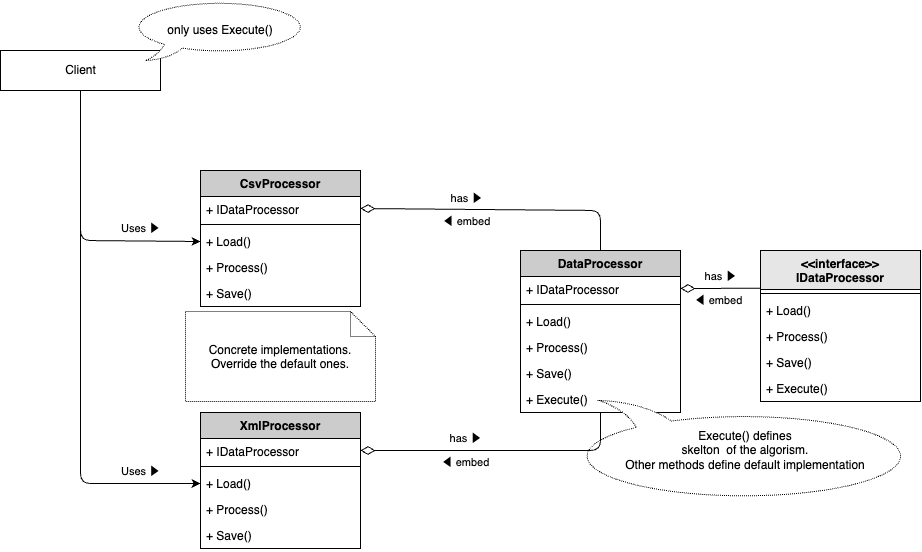 only uses Execute()
Client
CsvProcessor
+ IDataProcessor
+ Load()
+ Process()
+ Save()
Uses
has
embed
DataProcessor
+ IDataProcessor
+ Load()
+ Process()
+ Save()
+ Execute()
has
embed
<<interface>>
IDataProcessor
+ Load()
+ Process()
+ Save()
+ Execute()
Concrete implementations.
Override the default ones.
XmlProcessor
+ IDataProcessor
+ Load()
+ Process()
+ Save()
Uses
has
embed
Execute() defines
skelton of the algorism.
Other methods define default implementation